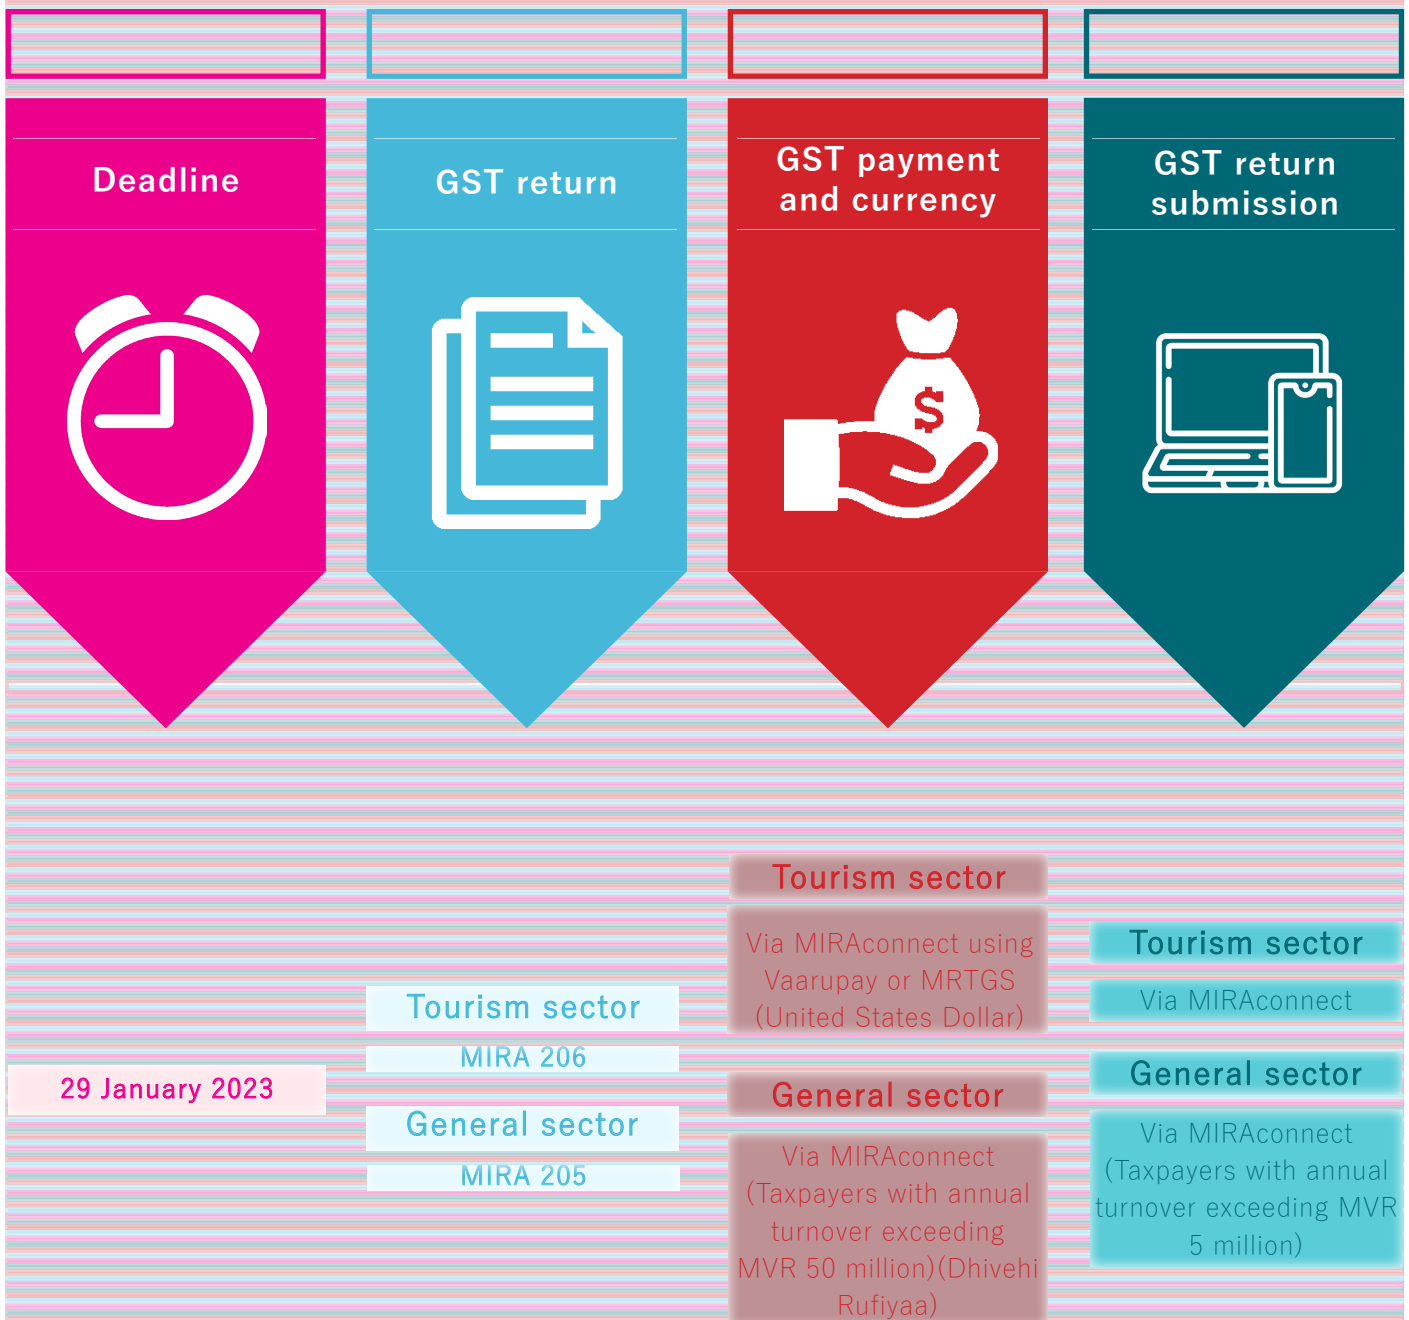 Deadline
GST return
GST payment
and currency
GST return
submission
$
29 January 2023
Tourism sector
MIRA 206
General sector
MIRA 205
Tourism sector
Via MIRAconnect using
Vaarupay or MRTGS
(United States Dollar)
General sector
Via MIRAconnect
(Taxpayers with annual
turnover exceeding
MVR 50 million)(Dhivehi
Rufiyaa)
Tourism sector
Via MIRAconnect
General sector
Via MIRAconnect
(Taxpayers with annual
turnover exceeding MVR
5 million)